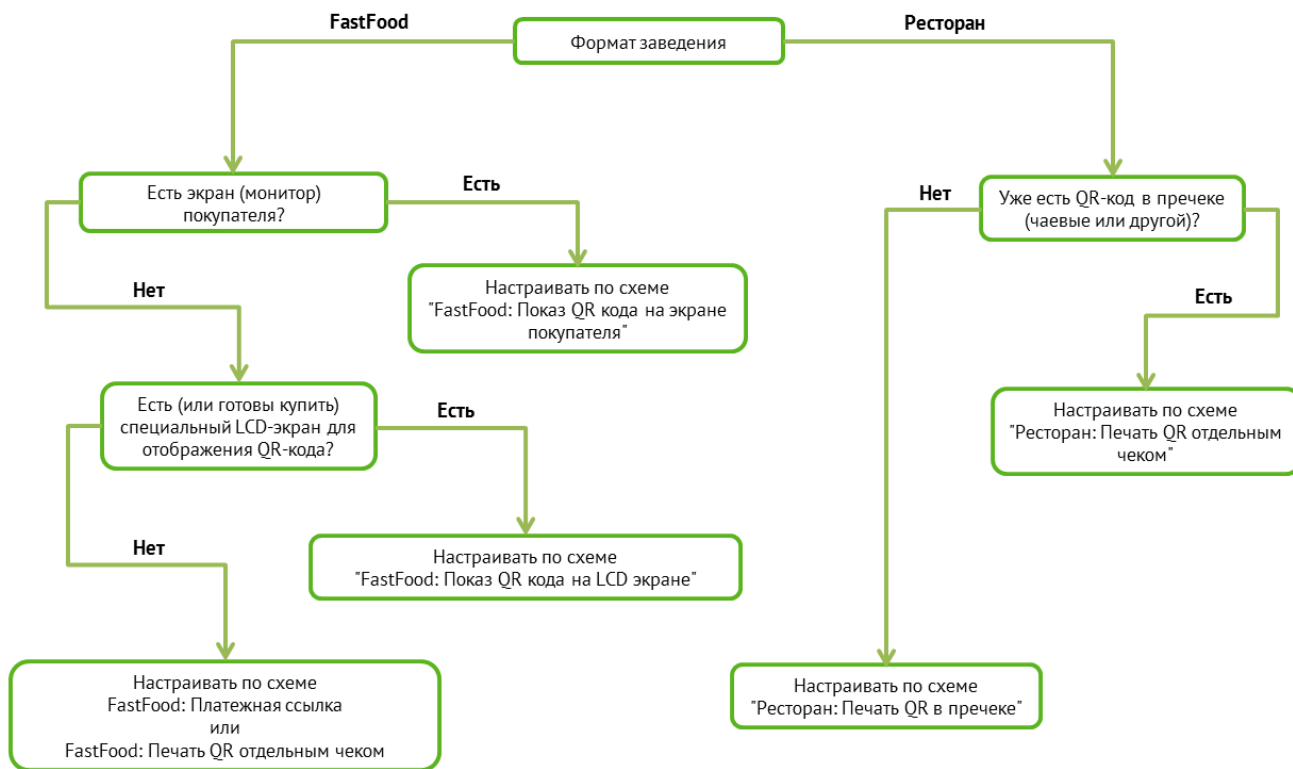 FastFood
Формат заведения
Ресторан
Есть экран (монитор)
покупателя?
Есть
Нет
Уже есть QR-код в пречеке
(чаевые или другой)?
Настраивать по схеме
"FastFood: Показ QR кода на экране
покупателя"
Нет
Есть
Есть (или готовы купить)
специальный LCD-экран для
отображения QR-кода?
Есть
Настраивать по схеме
"Ресторан: Печать QR отдельным
чеком"
Нет
Настраивать по схеме
"FastFood: Показ QR кода на LCD экране"
Настраивать по схеме
FastFood: Платежная ссылка
или
FastFood: Печать QR отдельным чеком
Настраивать по схеме
"Ресторан: Печать QR в пречеке"